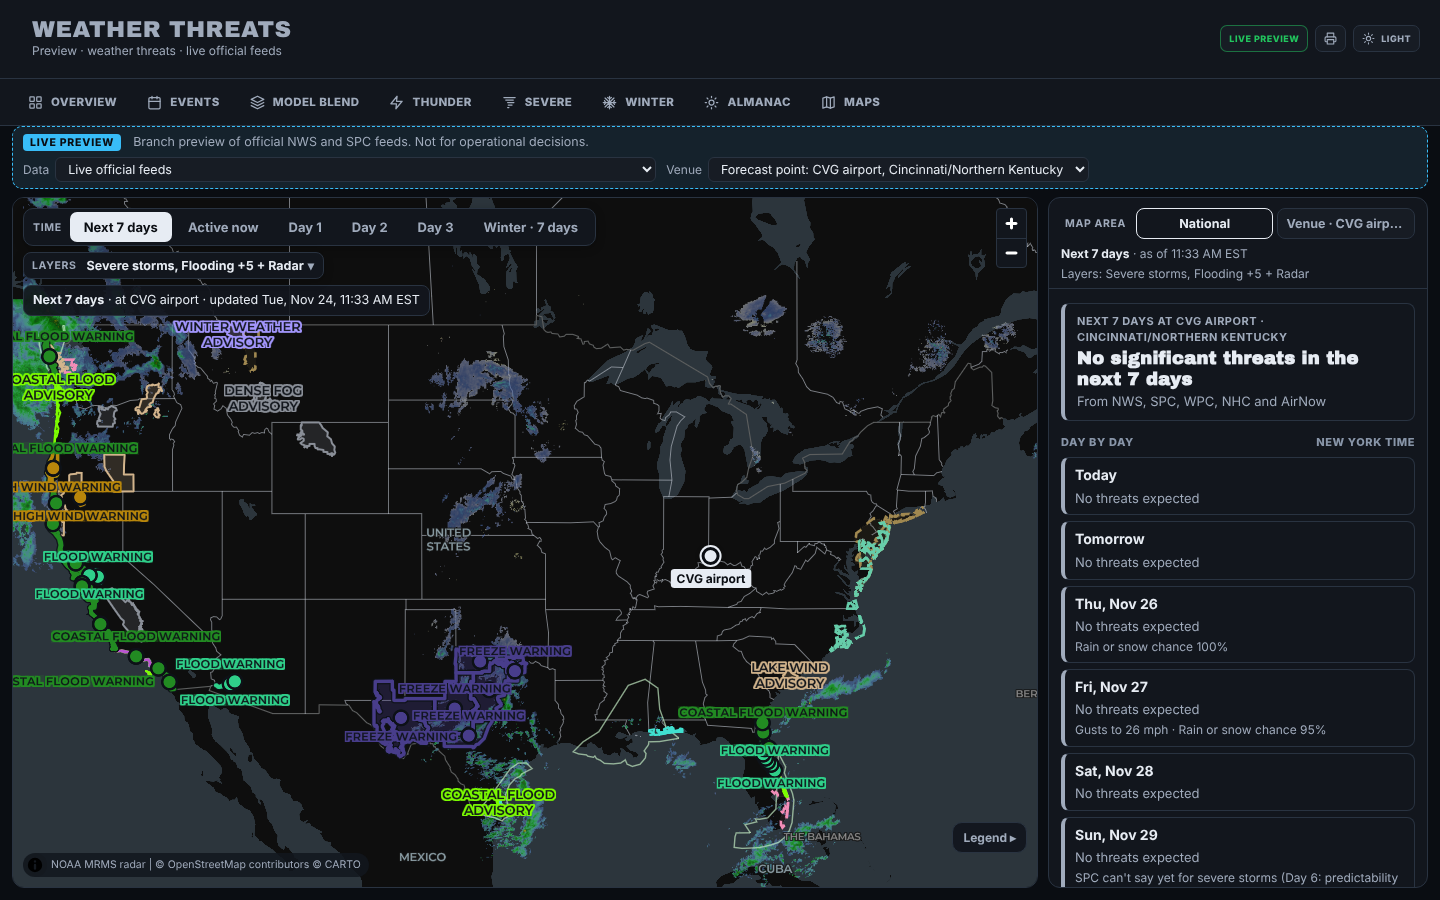 WEATHER THREATS
Preview · weather threats · live official feeds
LIVE PREVIEW
LIGHT
OVERVIEW
EVENTS
MODEL BLEND
THUNDER
SEVERE
WINTER
ALMANAC
MAPS
LIVE PREVIEW Branch preview of official NWS and SPC feeds. Not for operational decisions.
Data Live official feeds Venue Forecast point: CVG airport, Cincinnati/Northern Kentucky
TIME Next 7 days Active now Day 1 Day 2 Day 3 Winter · 7 days
LAYERS Severe storms, Flooding +5 + Radar ▾
Next 7 days · at CVG airport · updated Tue, Nov 24, 11:33 AM EST
+
−
AL FLOOD WARNING
WINTER WEATHER
ADVISORY
OASTAL FLOOD
ADVISORY
DENSE FOG
ADVISORY
AL FLOOD WARNING
H WIND WARNING
HIGH WIND WARNING
FLOOD WARNING
FLOOD WARNING
COASTAL FLOOD WARNING
STAL FLOOD WARNING
FLOOD WARNING
FLOOD WARNING
UNITED
STATES
CVG airport
FREEZE WARNING
FREEZE WARNING
FREEZE WARNING
FREEZE WARNING
LAKE WIND
ADVISORY
BER
COASTAL FLOOD WARNING
FLOOD WARNING
FLOOD WARNING
COASTAL FLOOD
ADVISORY
THE BAHAMAS
MEXICO
CUBA
Legend ▸
NOAA MRMS radar | © OpenStreetMap contributors © CARTO
MAP AREA National Venue · CVG airp...
Next 7 days · as of 11:33 AM EST
Layers: Severe storms, Flooding +5 + Radar
NEXT 7 DAYS AT CVG AIRPORT ·
CINCINNATI/NORTHERN KENTUCKY
No significant threats in the
next 7 days
From NWS, SPC, WPC, NHC and AirNow
DAY BY DAY NEW YORK TIME
Today
No threats expected
Tomorrow
No threats expected
Thu, Nov 26
No threats expected
Rain or snow chance 100%
Fri, Nov 27
No threats expected
Gusts to 26 mph · Rain or snow chance 95%
Sat, Nov 28
No threats expected
Sun, Nov 29
No threats expected
SPC can't say yet for severe storms (Day 6: predictability